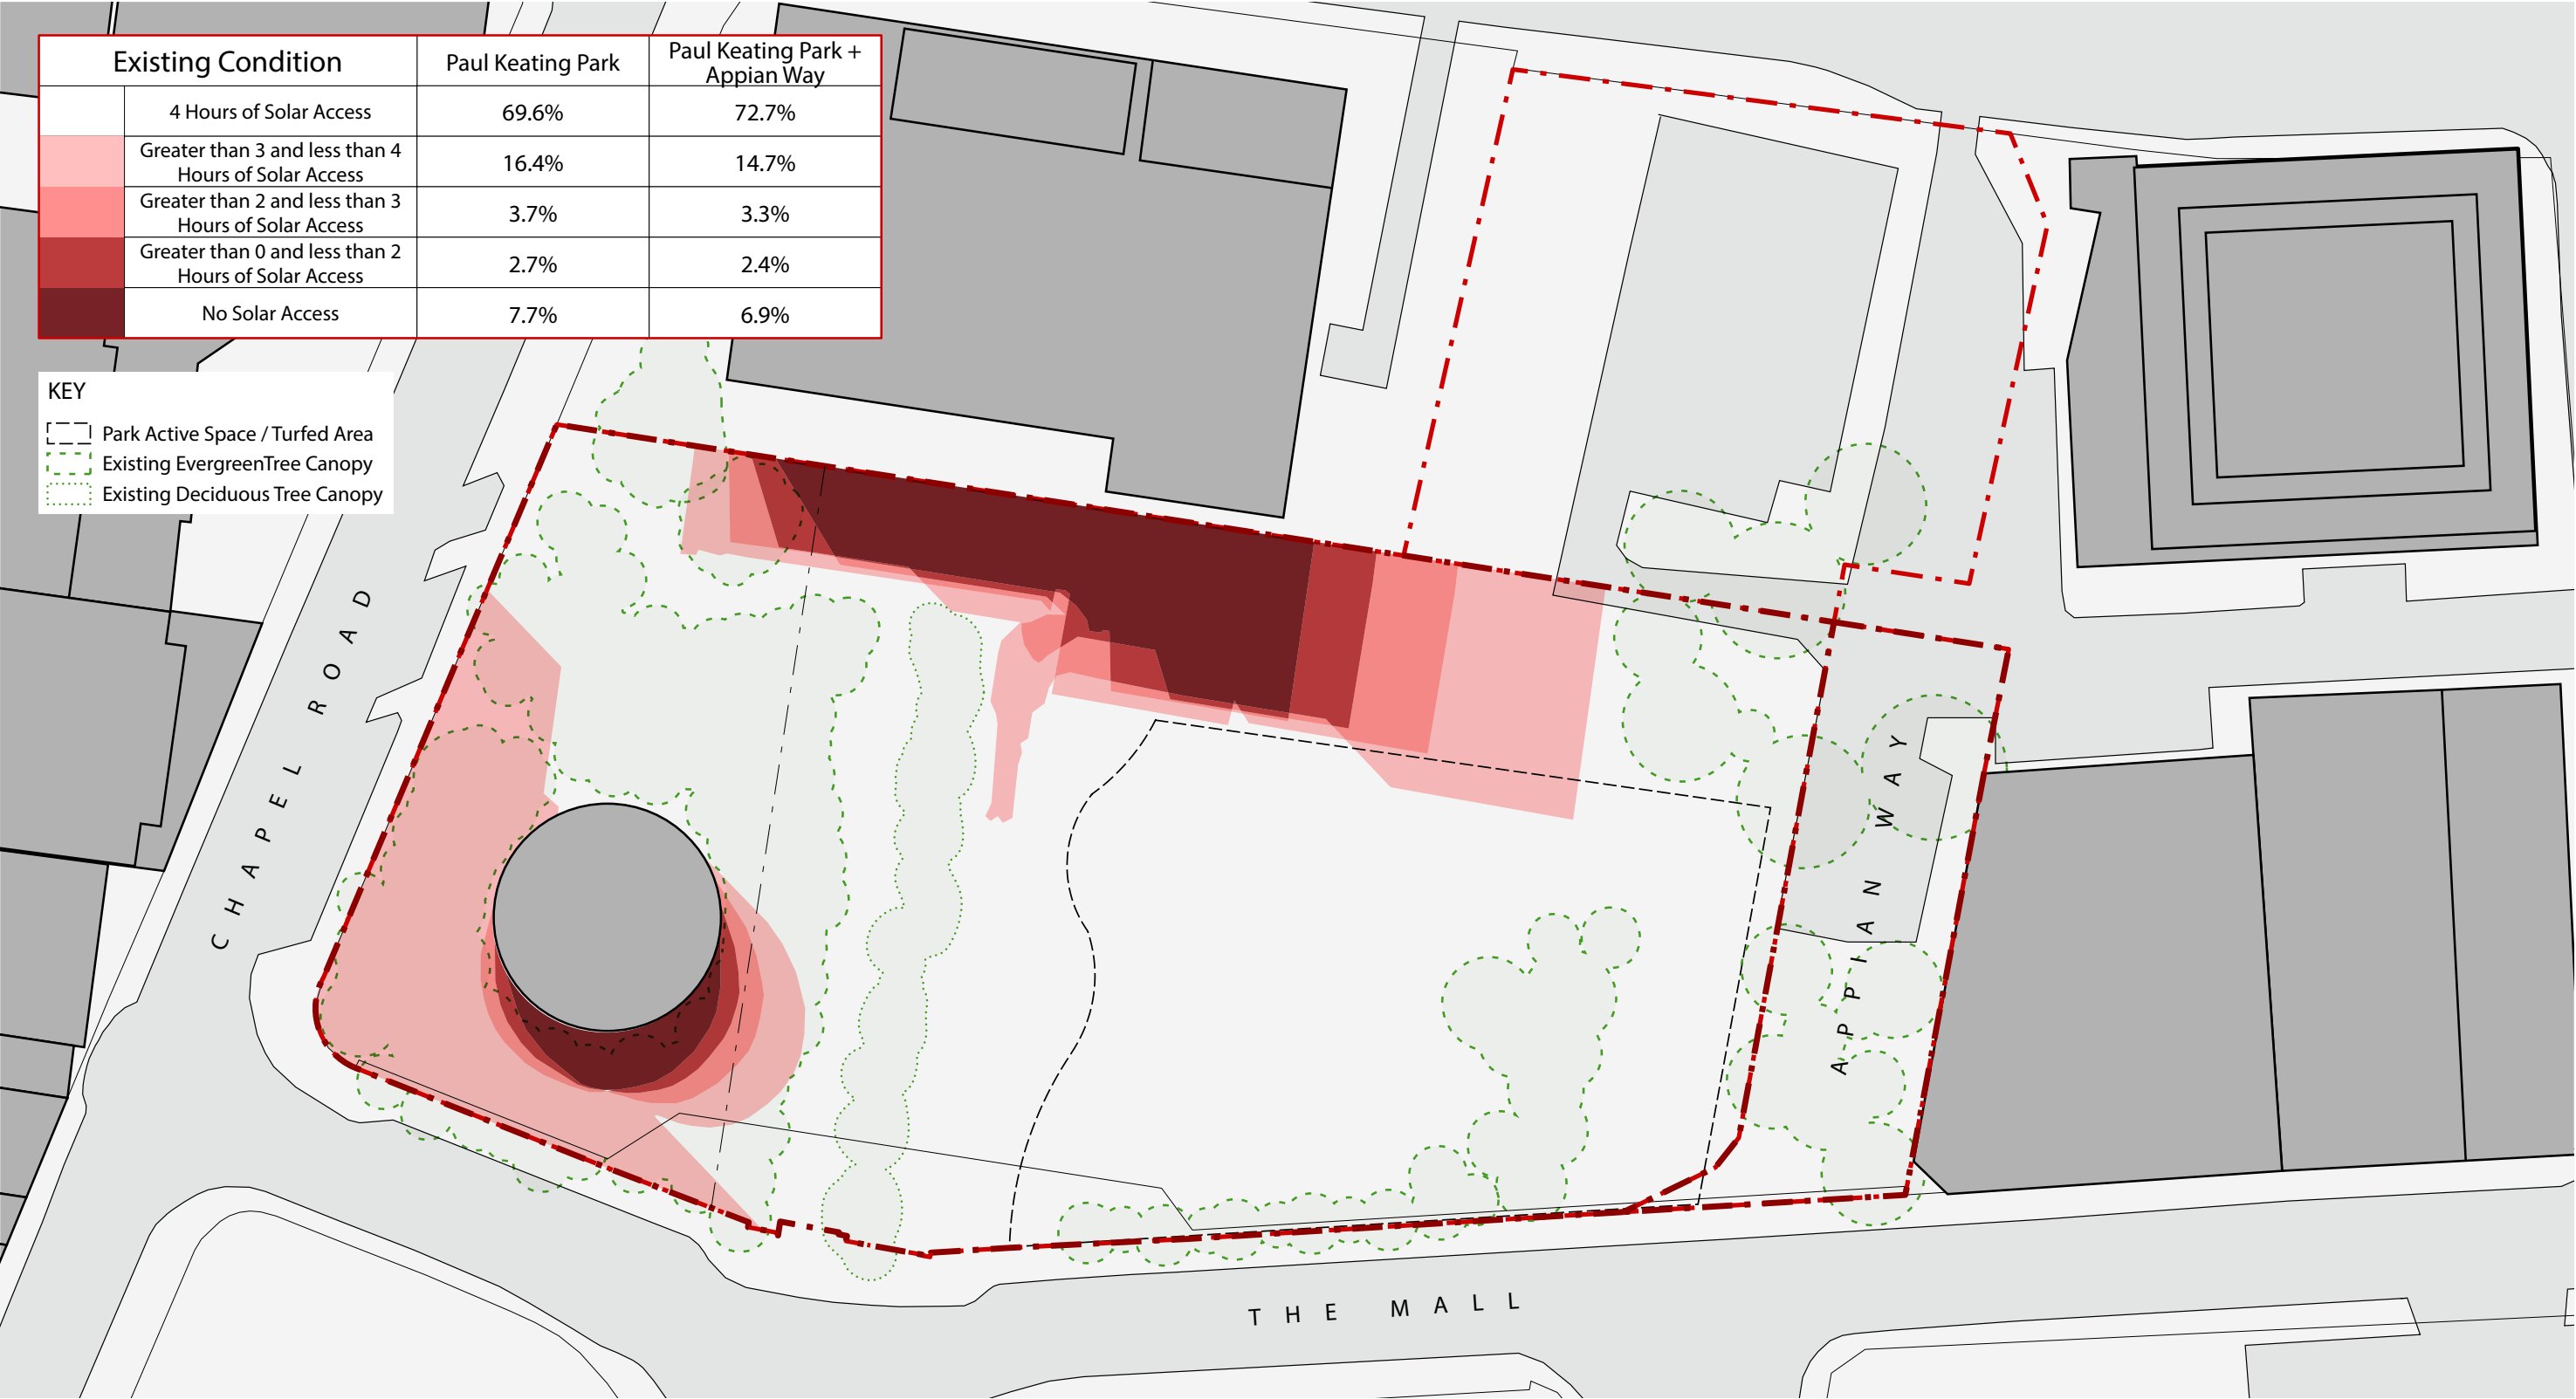 Existing Condition
Paul Keating Park
Paul Keating Park +
Appian Way
4 Hours of Solar Access
69.6%
72.7%
Greater than 3 and less than 4
Hours of Solar Access
16.4%
14.7%
Greater than 2 and less than 3
Hours of Solar Access
3.7%
3.3%
Greater than 0 and less than 2
Hours of Solar Access
2.7%
2.4%
No Solar Access
7.7%
6.9%
KEY
Park Active Space / Turfed Area
Existing EvergreenTree Canopy
Existing Deciduous Tree Canopy
CHAPEL ROAD
APPIAN WAY
THE MALL